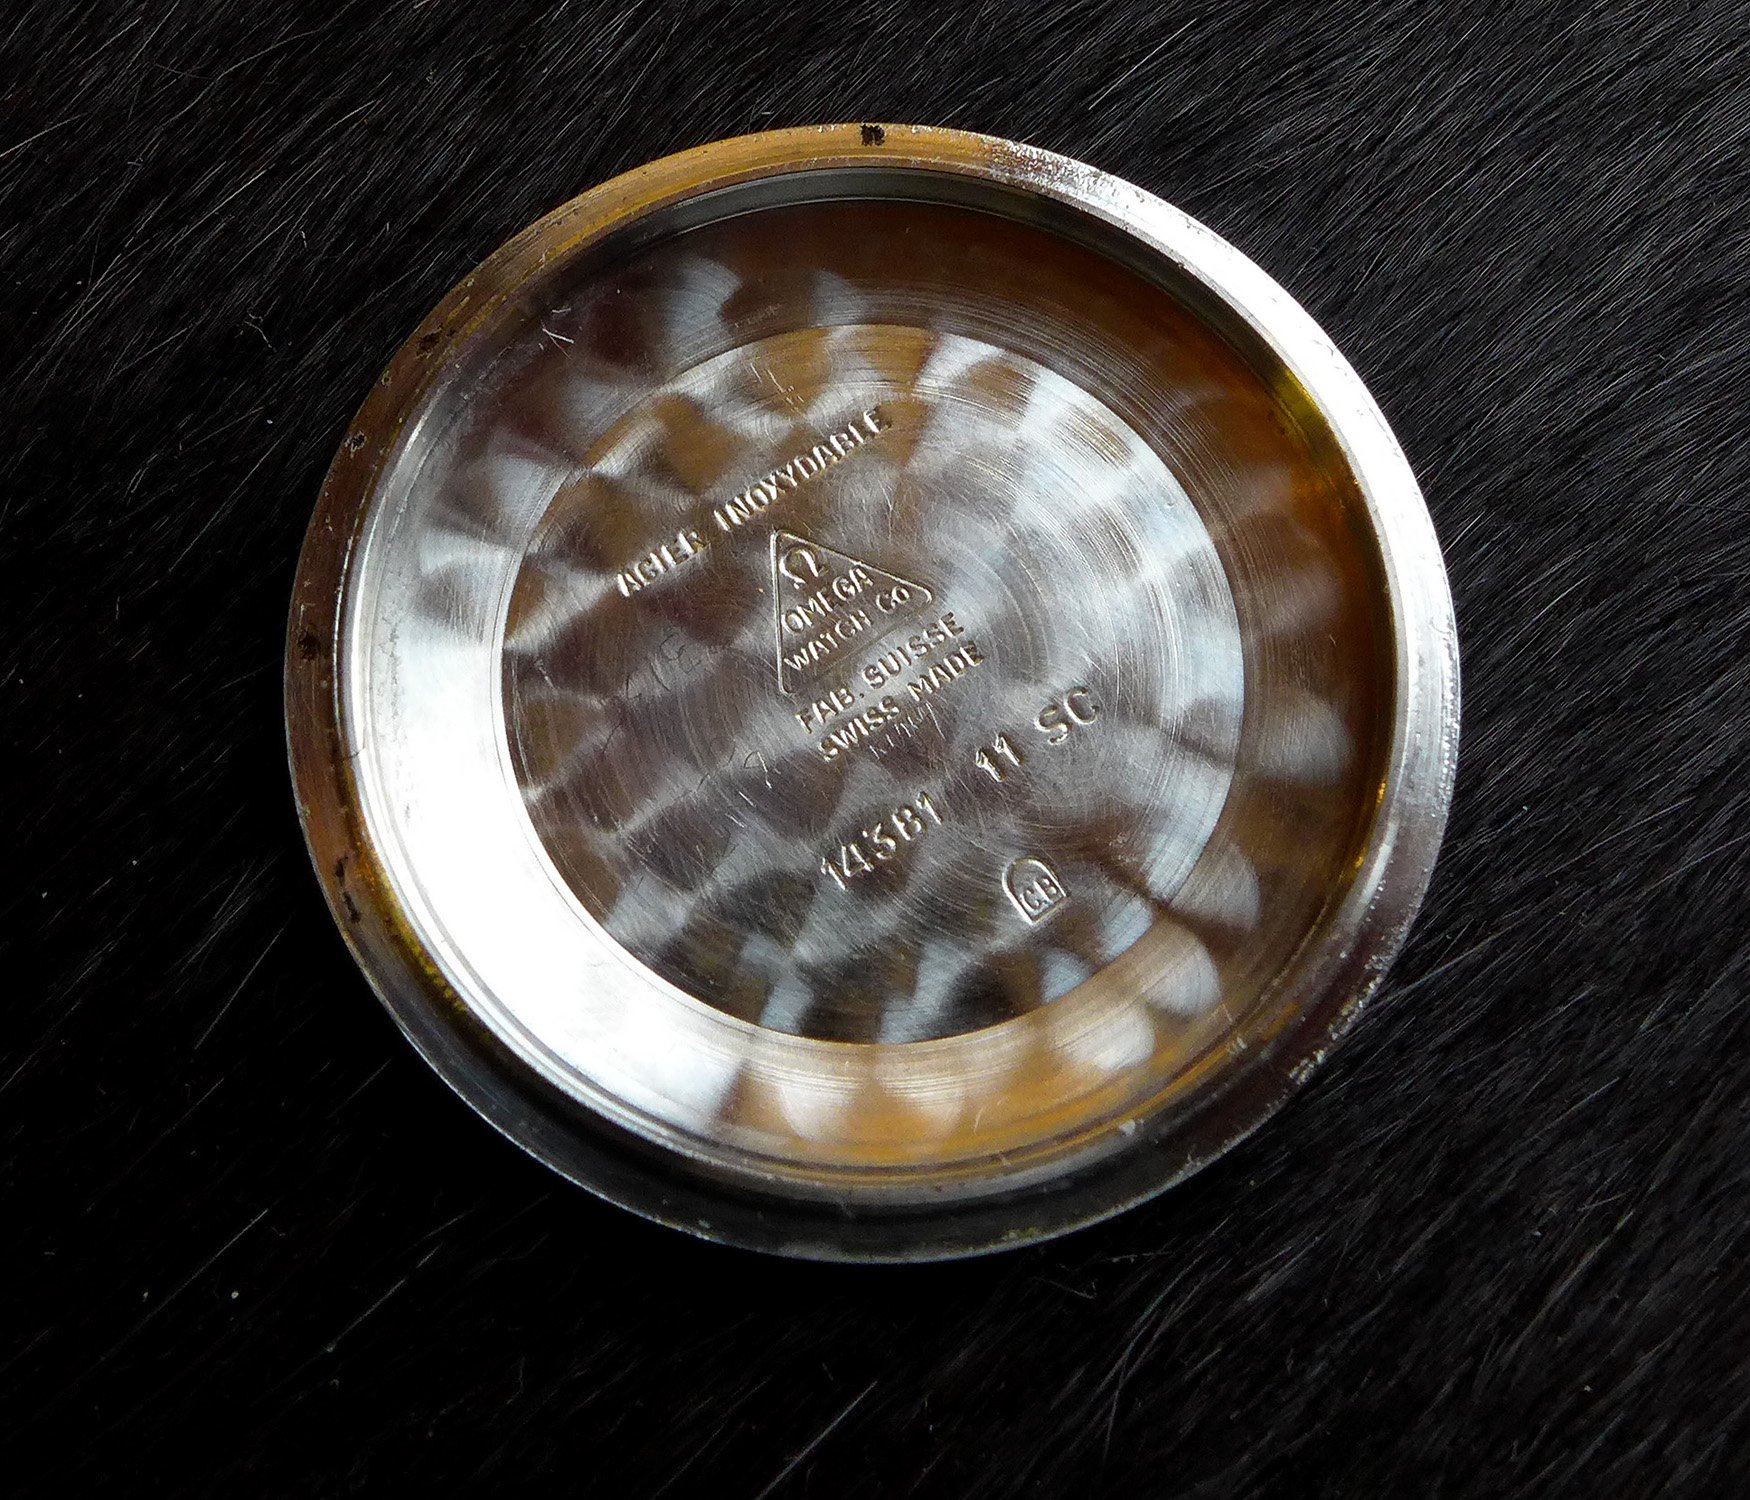 ACIER INOXYDABLE
Ω
OMEGA
WATCH Co
FAB. SUISSE
SWISS MADE
14381 11 SC
C.B